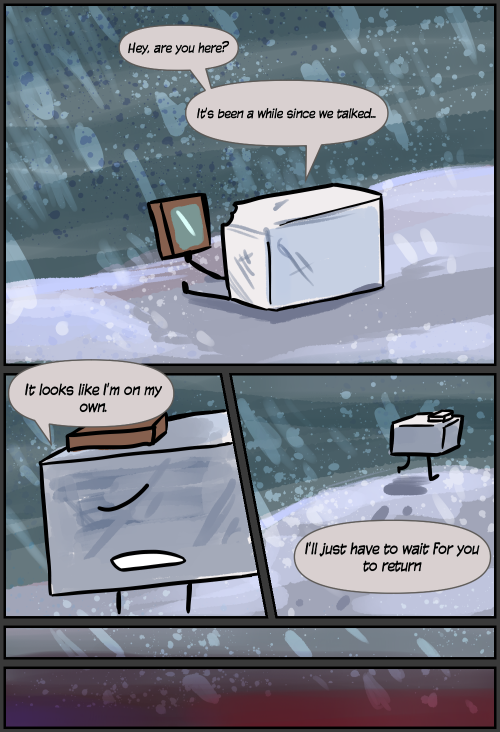 Hey, are you here?
It's been a while since we talked...
It looks like I'm on my
own.
I'll just have to wait for you
to return